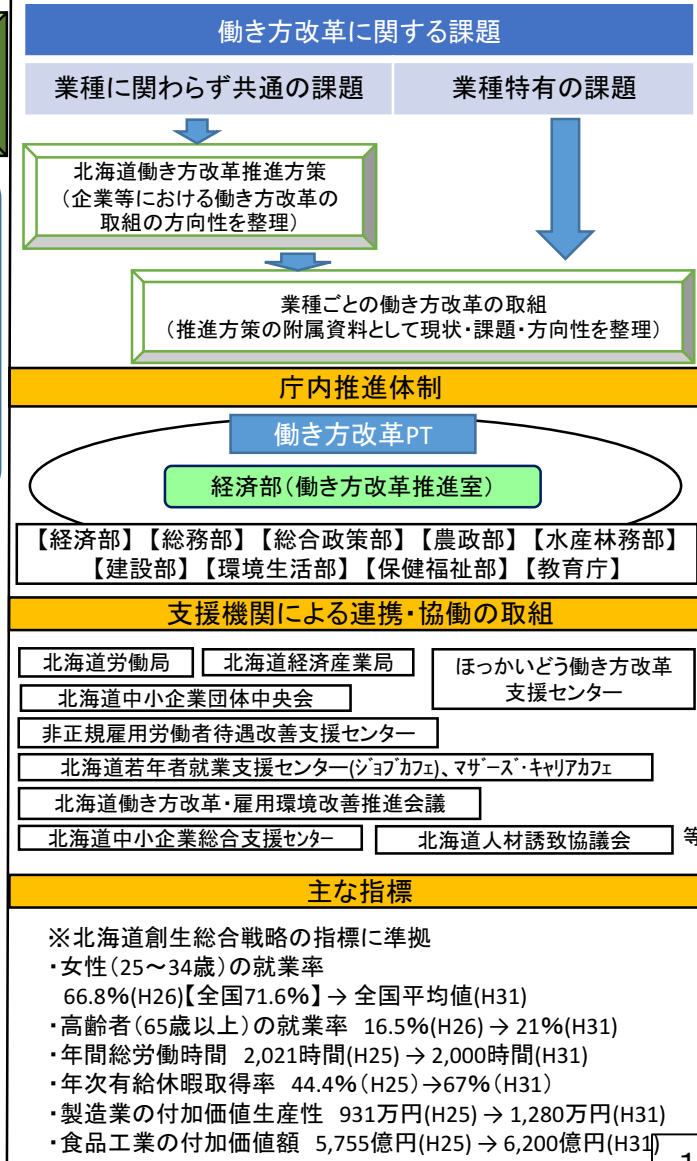 働き方改革に関する課題
業種に関わらず共通の課題
業種特有の課題
北海道働き方改革推進方策
(企業等における働き方改革の
取組の方向性を整理)
業種ごとの働き方改革の取組
(推進方策の附属資料として現状・課題・方向性を整理)
庁内推進体制
働き方改革PT
経済部(働き方改革推進室)
【経済部】【総務部】【総合政策部】【農政部】【水産林務部】
【建設部】【環境生活部】【保健福祉部】【教育庁】
支援機関による連携・協働の取組
北海道労働局
北海道経済産業局
ほっかいどう働き方改革
支援センター
北海道中小企業団体中央会
非正規雇用労働者待遇改善支援センター
北海道若年者就業支援センター(ジョブカフェ)、マザーズ・キャリアカフェ
北海道働き方改革・雇用環境改善推進会議
北海道中小企業総合支援センター
北海道人材誘致協議会
等
主な指標
※北海道創生総合戦略の指標に準拠
・女性(25~34歳)の就業率
66.8%(H26)【全国71.6%】→ 全国平均値(H31)
・高齢者(65歳以上)の就業率 16.5%(H26) → 21%(H31)
・年間総労働時間 2,021時間(H25) → 2,000時間(H31)
・年次有給休暇取得率 44.4%(H25)→67%(H31)
・製造業の付加価値生産性 931万円(H25) → 1,280万円(H31)
・食品工業の付加価値額 5,755億円(H25) → 6,200億円(H31)
1